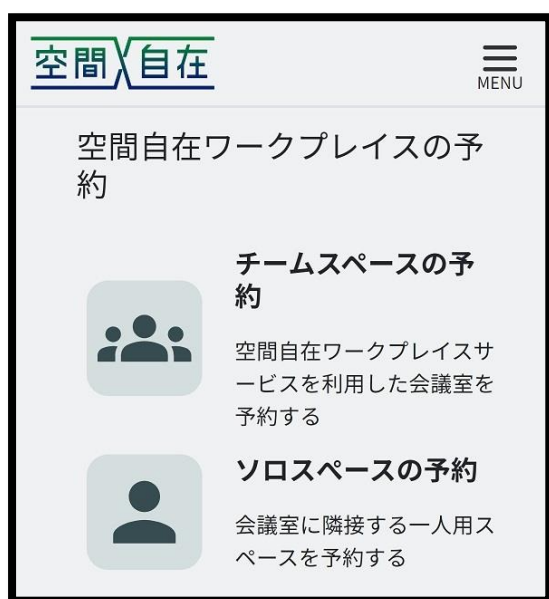 空間自在
MENU
空間自在ワークプレイスの予
約
チームスペースの予
約
空間自在ワークプレイスサ
ービスを利用した会議室を
予約する
ソロスペースの予約
会議室に隣接する一人用ス
ペースを予約する